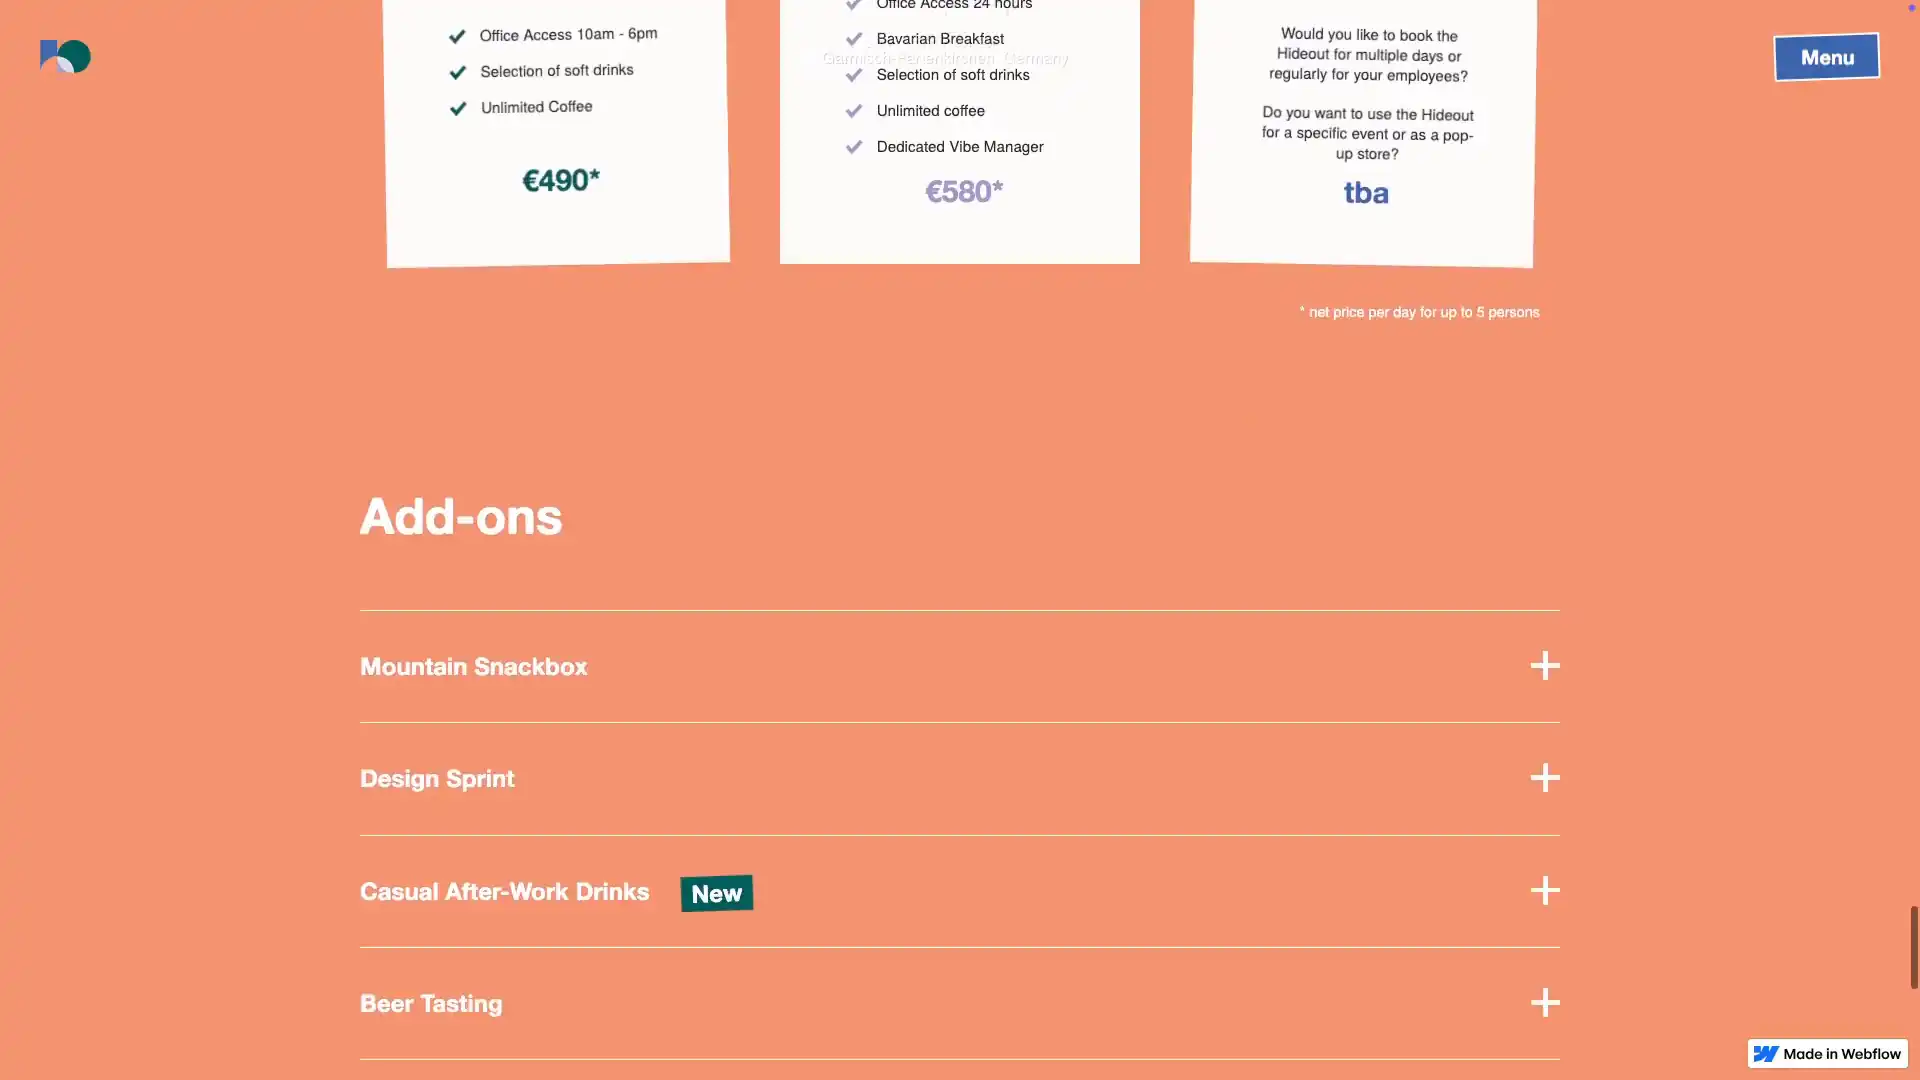 Office Access 10am - 6pm
Selection of soft drinks
Unlimited Coffee
€490*
Office Access 24 hours
Bavarian Breakfast
Garmisch-Partenkirchen, Germany
Selection of soft drinks
Unlimited coffee
Dedicated Vibe Manager
€580*
Would you like to book the
Hideout for multiple days or
regularly for your employees?
Do you want to use the Hideout
for a specific event or as a pop-
up store?
tba
Menu
* net price per day for up to 5 persons
Add-ons
Mountain Snackbox
Design Sprint
Casual After-Work Drinks New
Beer Tasting
Made in Webflow